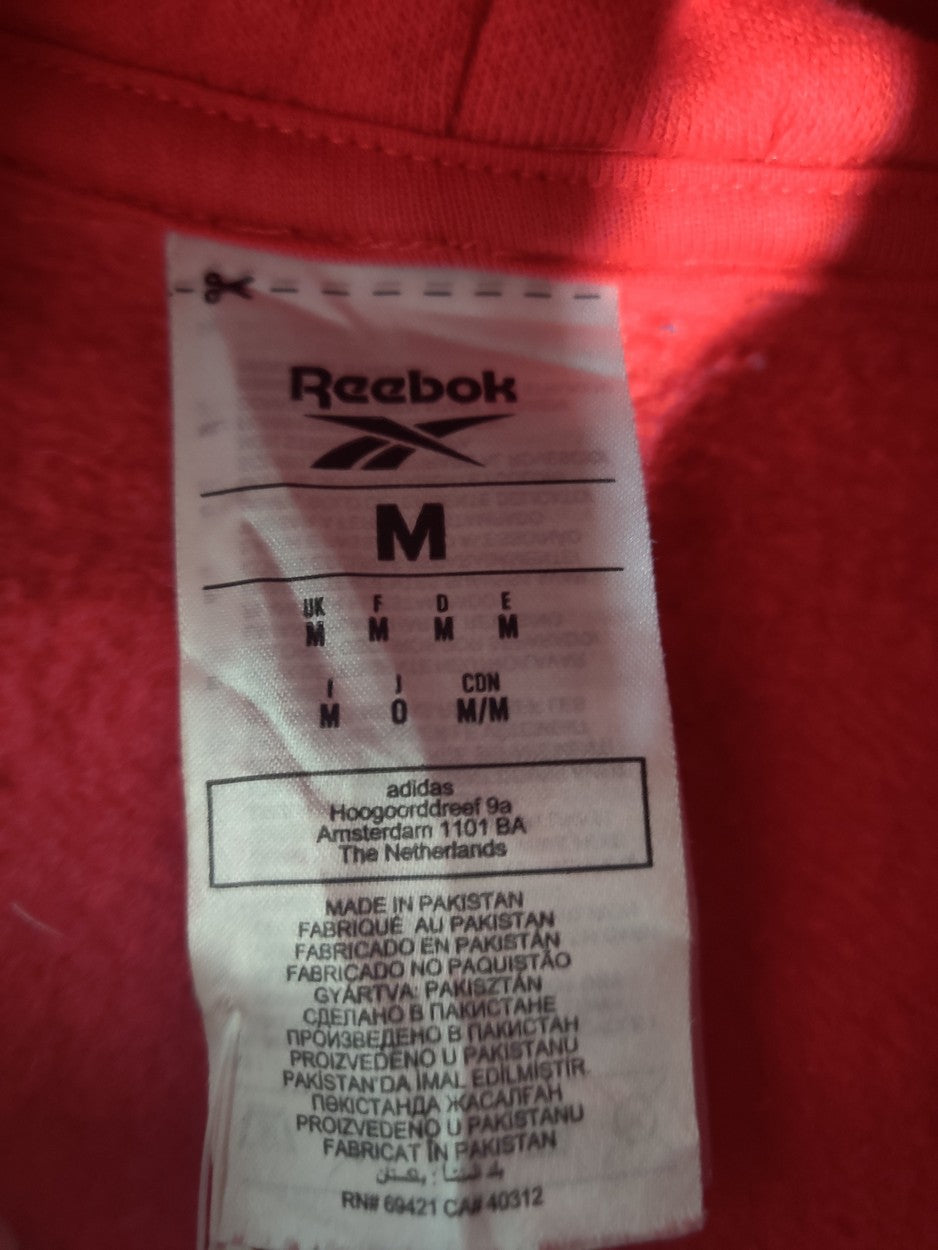 Reebok
M
UK F D E
M M M M
I J CDN
M O M/M
adidas
Hoogoorddreef 9a
Amsterdam 1101 BA
The Netherlands
MADE IN PAKISTAN
FABRIQUÉ AU PAKISTAN
FABRICADO EN PAKISTÁN
FABRICADO NO PAQUISTÃO
GYÁRTVA: PAKISZTÁN
СДЕЛАНО В ПАКИСТАНЕ
ПРОИЗВЕДЕНО В ПАКИСТАН
PROIZVEDENO U PAKISTANU
PAKİSTAN'DA İMAL EDİLMİŞTİR
ПӘКІСТАНДА ЖАСАЛҒАН
PROIZVEDENO U PAKISTANU
FABRICAT ÎN PAKISTAN
RN# 69421 CA# 40312